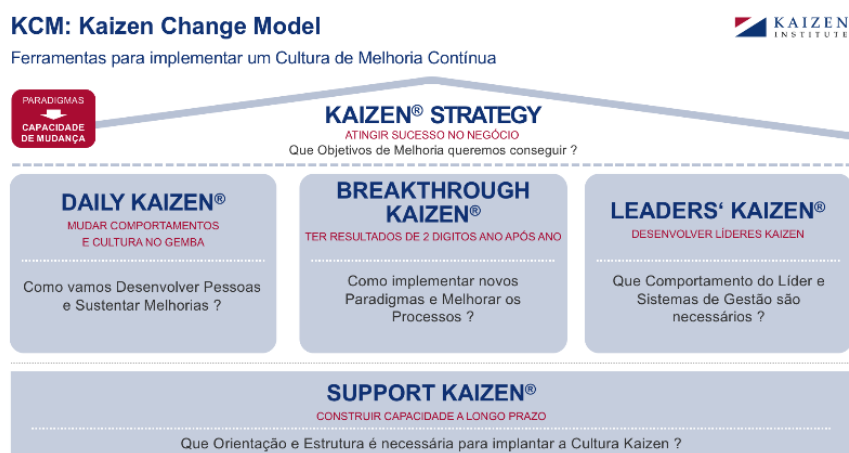 KCM: Kaizen Change Model
KAIZEN
INSTITUTE
Ferramentas para implementar um Cultura de Melhoria Contínua
PARADIGMAS
CAPACIDADE
DE MUDANÇA
KAIZEN® STRATEGY
ATINGIR SUCESSO NO NEGÓCIO
Que Objetivos de Melhoria queremos conseguir ?
DAILY KAIZEN®
MUDAR COMPORTAMENTOS
E CULTURA NO GEMBA
Como vamos Desenvolver Pessoas
e Sustentar Melhorias ?
BREAKTHROUGH
KAIZEN®
TER RESULTADOS DE 2 DIGITOS ANO APÓS ANO
Como implementar novos
Paradigmas e Melhorar os
Processos ?
LEADERS‘ KAIZEN®
DESENVOLVER LÍDERES KAIZEN
Que Comportamento do Líder e
Sistemas de Gestão são
necessários ?
SUPPORT KAIZEN®
CONSTRUIR CAPACIDADE A LONGO PRAZO
Que Orientação e Estrutura é necessária para implantar a Cultura Kaizen ?